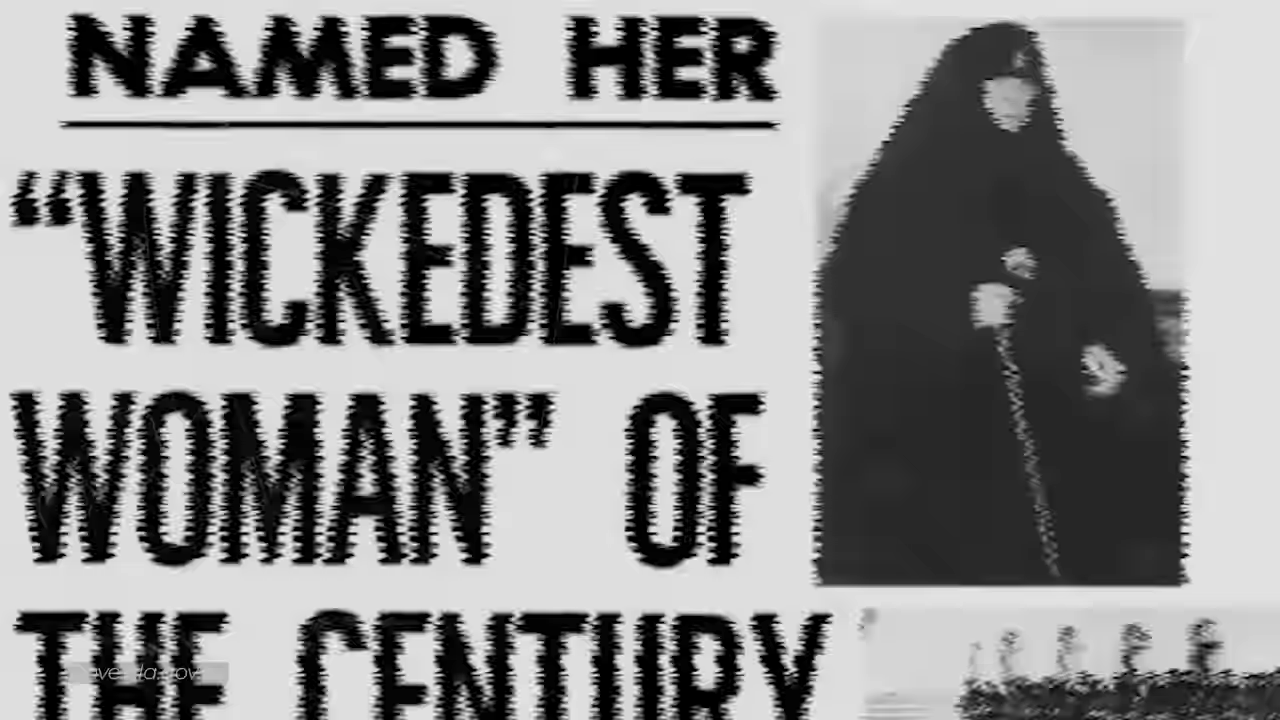 NAMED HER
“WICKEDEST
WOMAN” OF
THE CENTURY